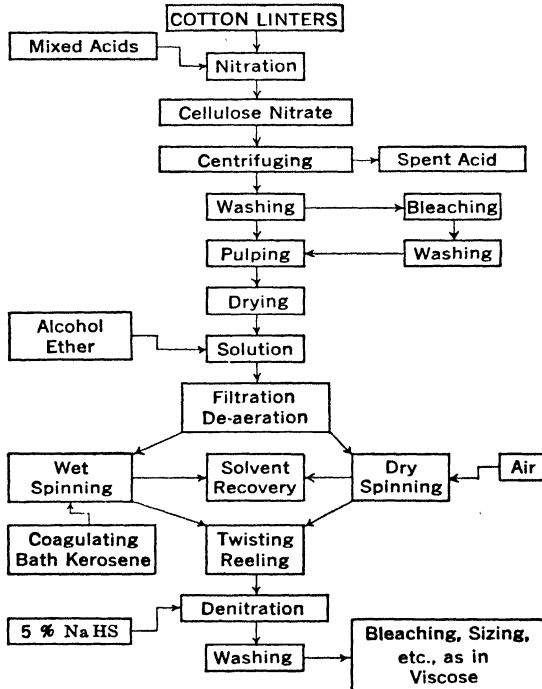 COTTON LINTERS
Mixed Acids
Nitration
Cellulose Nitrate
Centrifuging
Spent Acid
Washing
Bleaching
Pulping
Washing
Drying
Alcohol
Ether
Solution
Filtration
De-aeration
Wet
Spinning
Solvent
Recovery
Dry
Spinning
Air
Coagulating
Bath Kerosene
Twisting
Reeling
Denitration
5 % NaHS
Washing
Bleaching, Sizing,
etc., as in
Viscose